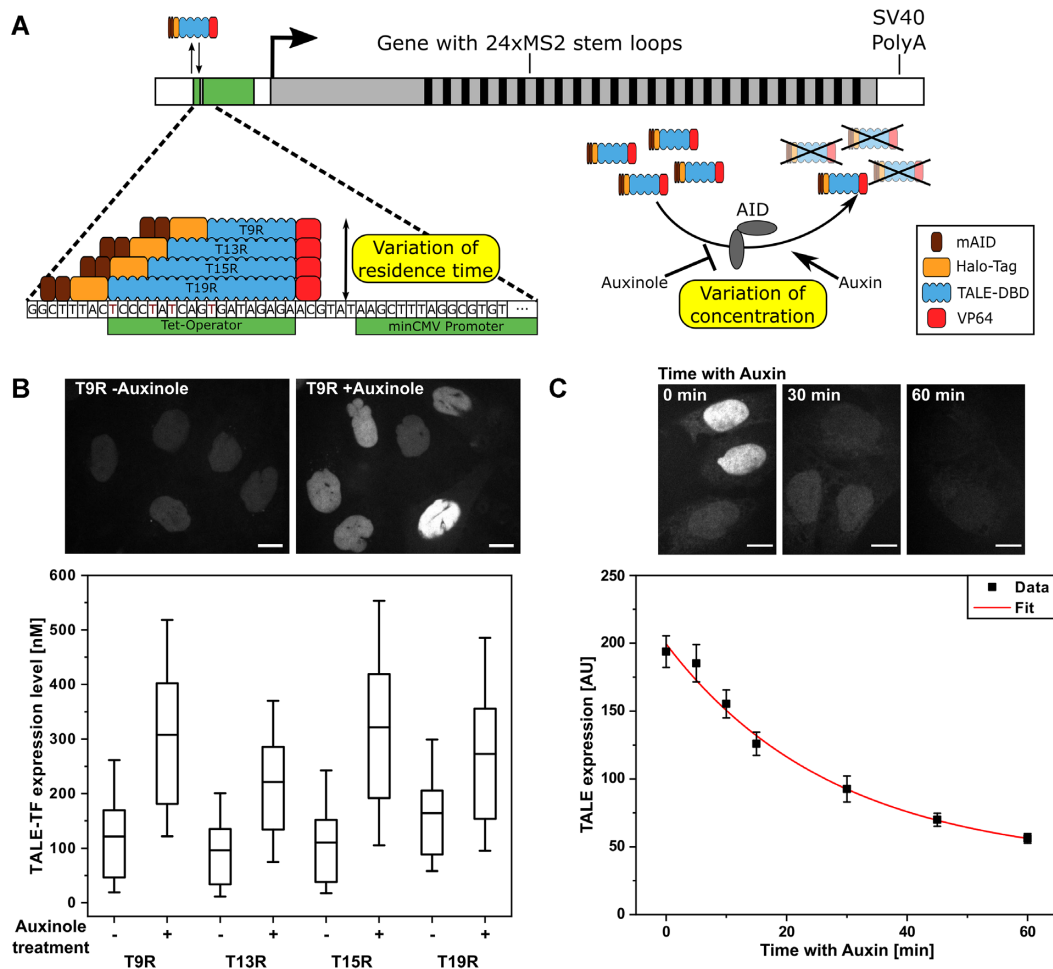 A
Gene with 24xMS2 stem loops
SV40
PolyA
T9R
T13R
T15R
T19R
Variation of
residence time
GGCTTTACTCCCTATCAGTGATAGAGAACGTATAAGCTTTAGGCGTGT ...
Tet-Operator
minCMV Promoter
AID
Auxinole
Auxin
Variation of
concentration
mAID
Halo-Tag
TALE-DBD
VP64
B
T9R -Auxinole
T9R +Auxinole
TALE-TF expression level [nM]
600
500
400
300
200
100
0
Auxinole
treatment
- + - + - + - +
T9R T13R T15R T19R
C
Time with Auxin
0 min
30 min
60 min
TALE expression [AU]
250
200
150
100
50
0
Data
Fit
0 20 40 60
Time with Auxin [min]